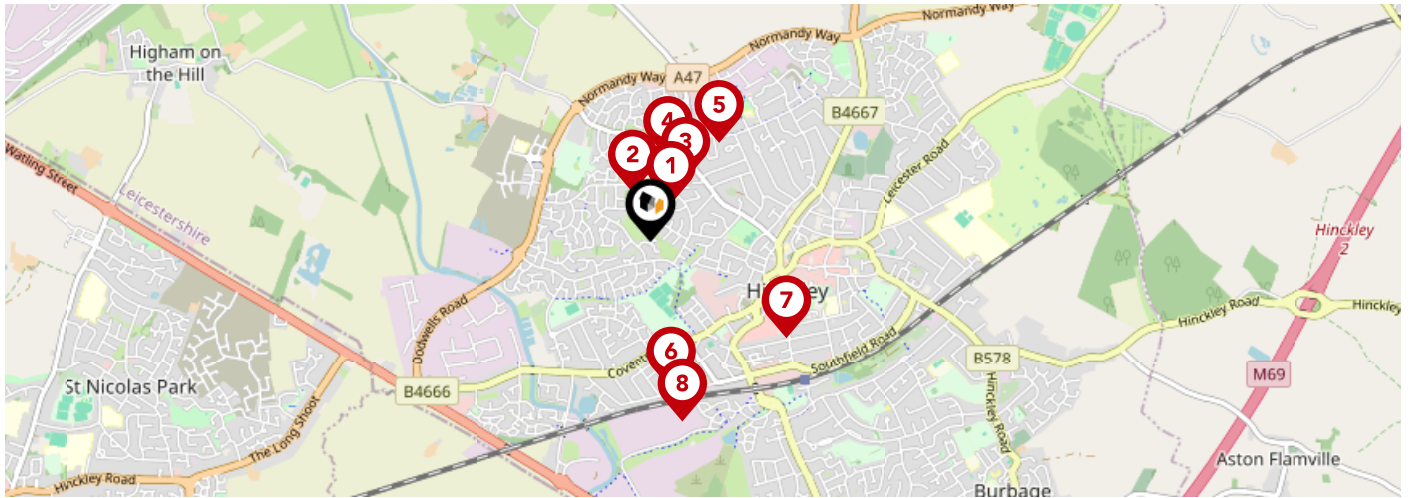 Normandy Way
Higham on
the Hill
Normandy Way
Normandy Way
A47
B4667
5
4
3
2
1
Watling Street
Leicestershire
Leicester Road
Hinckley
2
7
Hinckley Road
Hinckley
Dodwells Road
Southfield Road
6
B578
8
M69
St Nicolas Park
B4666
Hinckley Road
The Long Shoot
Aston Flamville
Hinckley Road
Burbage